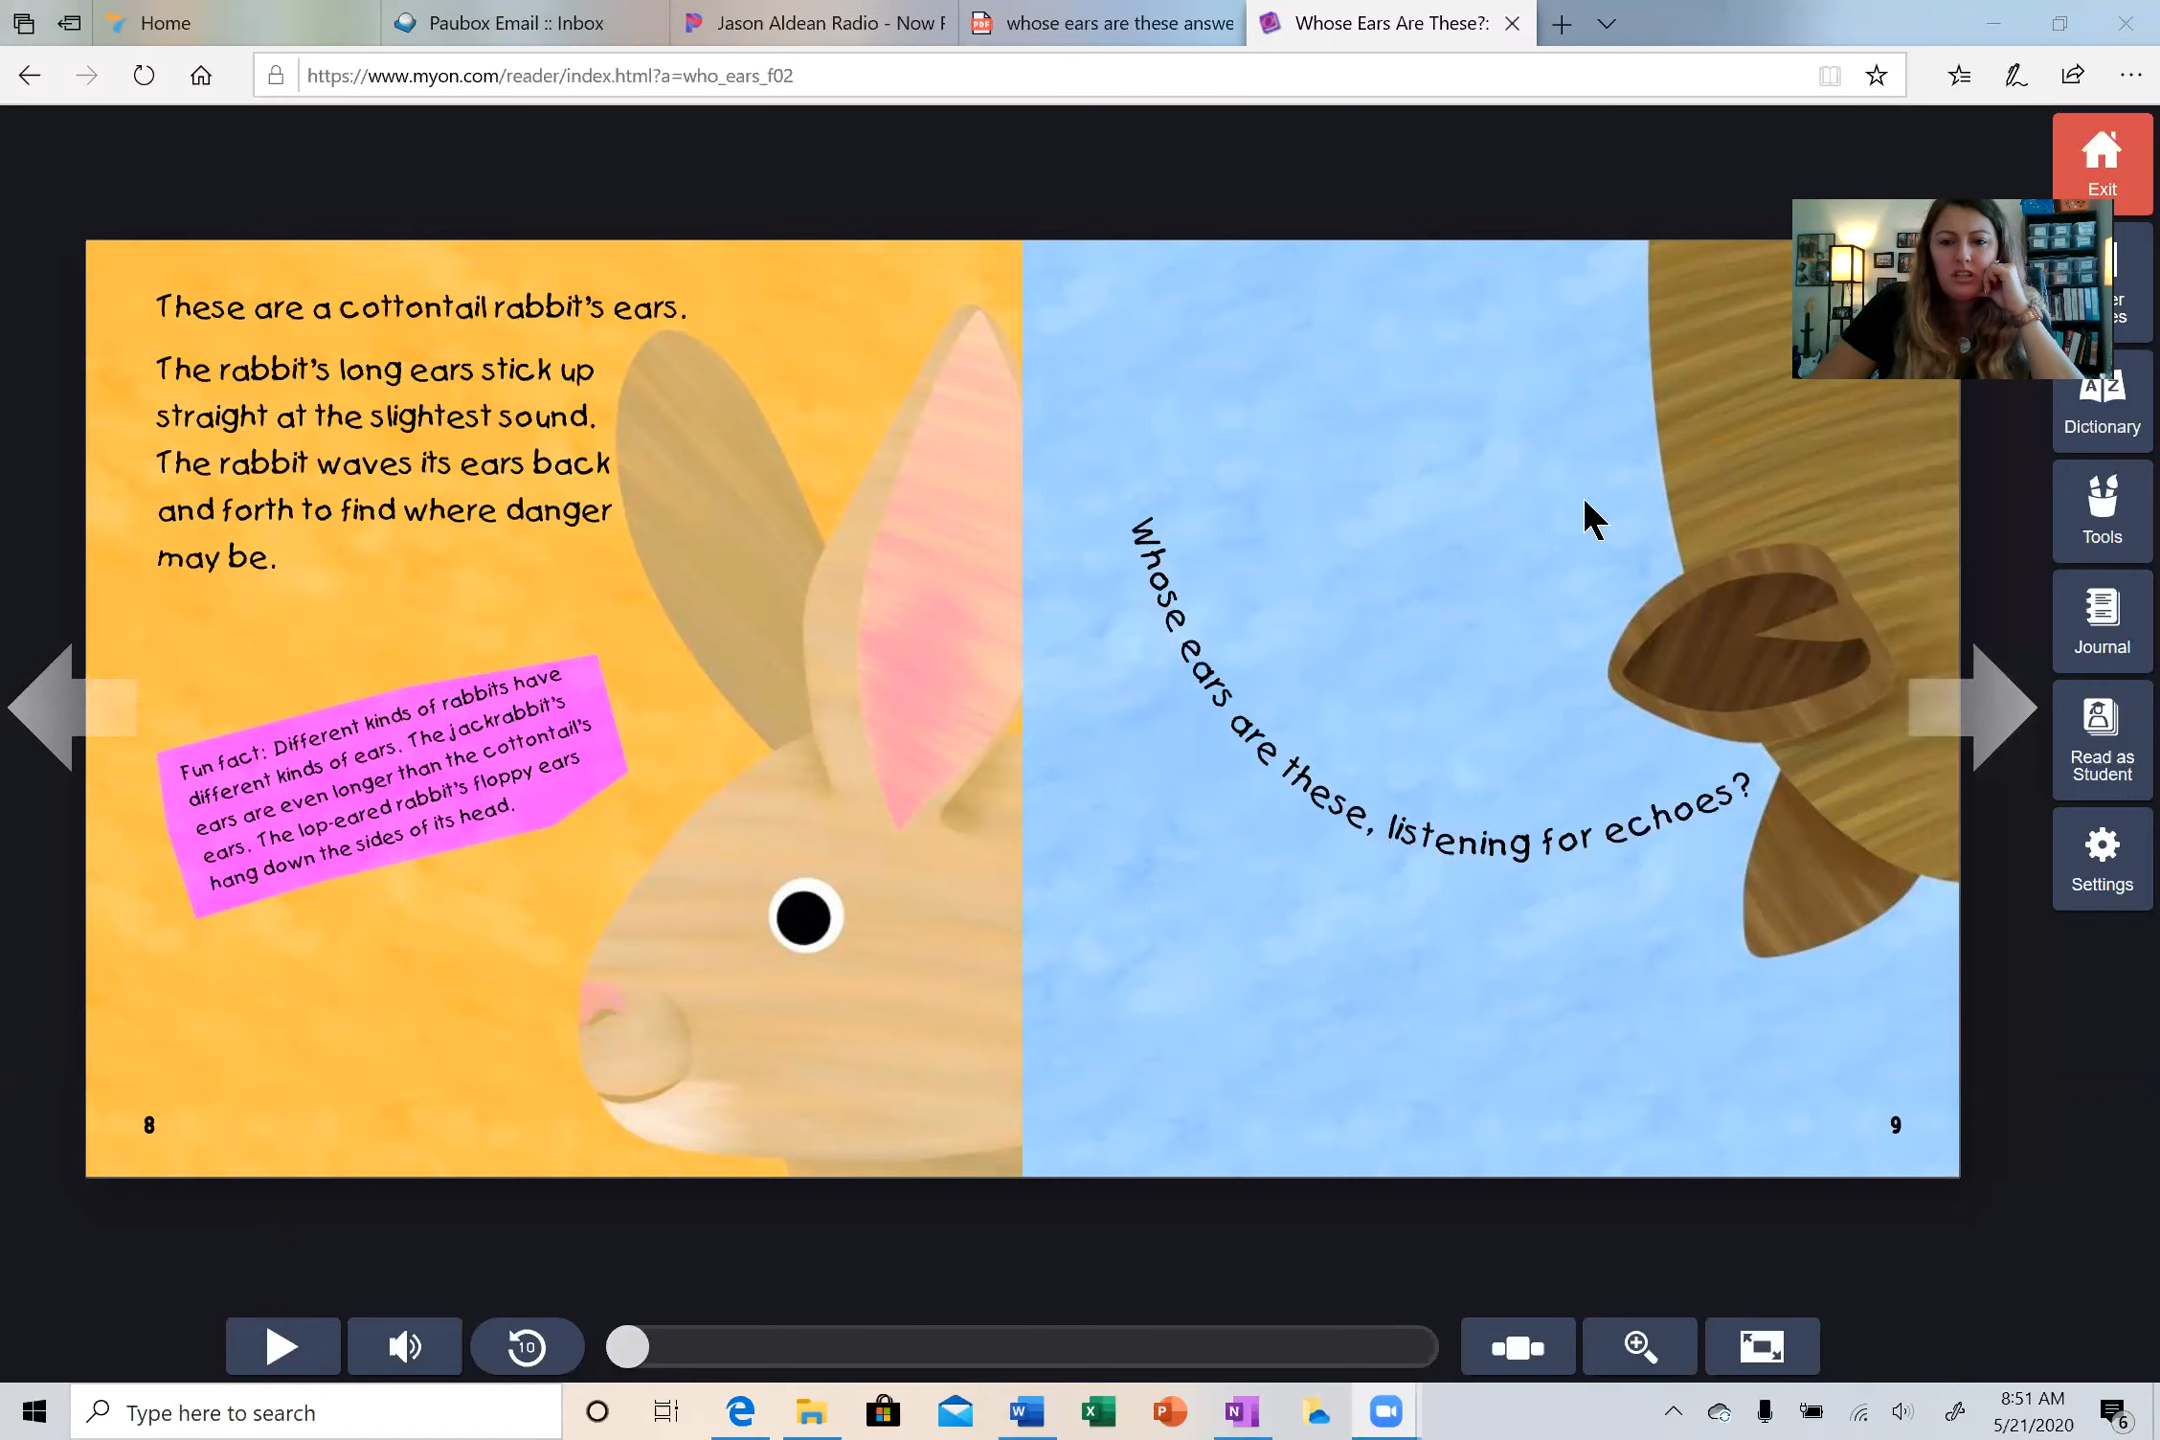 Home
Paubox Email :: Inbox
Jason Aldean Radio - Now F
PDF
whose ears are these answe
Whose Ears Are These?:
https://www.myon.com/reader/index.html?a=who_ears_f02
These are a cottontail rabbit's ears.
The rabbit's long ears stick up
straight at the slightest sound.
The rabbit waves its ears back
and forth to find where danger
may be.
Fun fact: Different kinds of rabbits have
different kinds of ears. The jackrabbit's
ears are even longer than the cottontail's
ears. The lop-eared rabbit's floppy ears
hang down the sides of its head.
8
Whose ears are these, listening for echoes?
9
Exit
er
es
A Z
Dictionary
Tools
Journal
Read as
Student
Settings
10
Type here to search
W
X
P
N
8:51 AM
5/21/2020
6